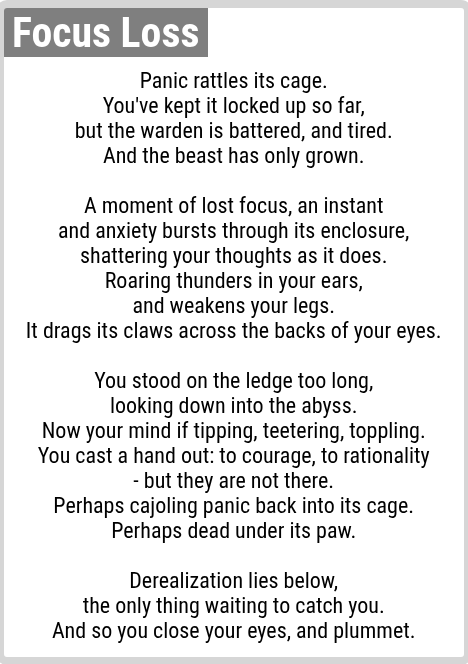 Focus Loss
Panic rattles its cage.
You've kept it locked up so far,
but the warden is battered, and tired.
And the beast has only grown.
A moment of lost focus, an instant
and anxiety bursts through its enclosure,
shattering your thoughts as it does.
Roaring thunders in your ears,
and weakens your legs.
It drags its claws across the backs of your eyes.
You stood on the ledge too long,
looking down into the abyss.
Now your mind if tipping, teetering, toppling.
You cast a hand out: to courage, to rationality
- but they are not there.
Perhaps cajoling panic back into its cage.
Perhaps dead under its paw.
Derealization lies below,
the only thing waiting to catch you.
And so you close your eyes, and plummet.